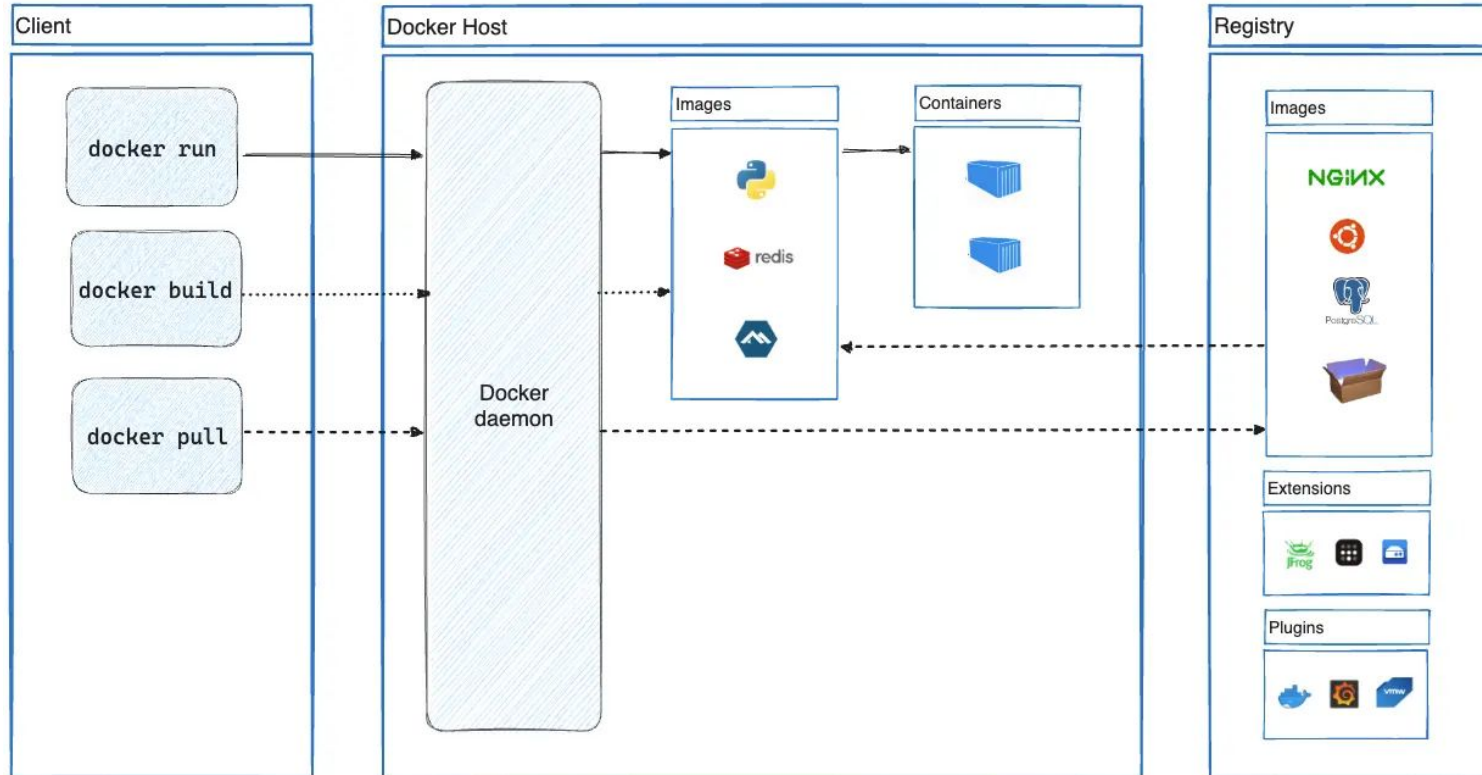 Client
docker run
docker build
docker pull
Docker Host
Docker
daemon
Images
redis
Containers
Registry
Images
NGINX
PostgreSQL
Extensions
JFrog
Plugins
vmw